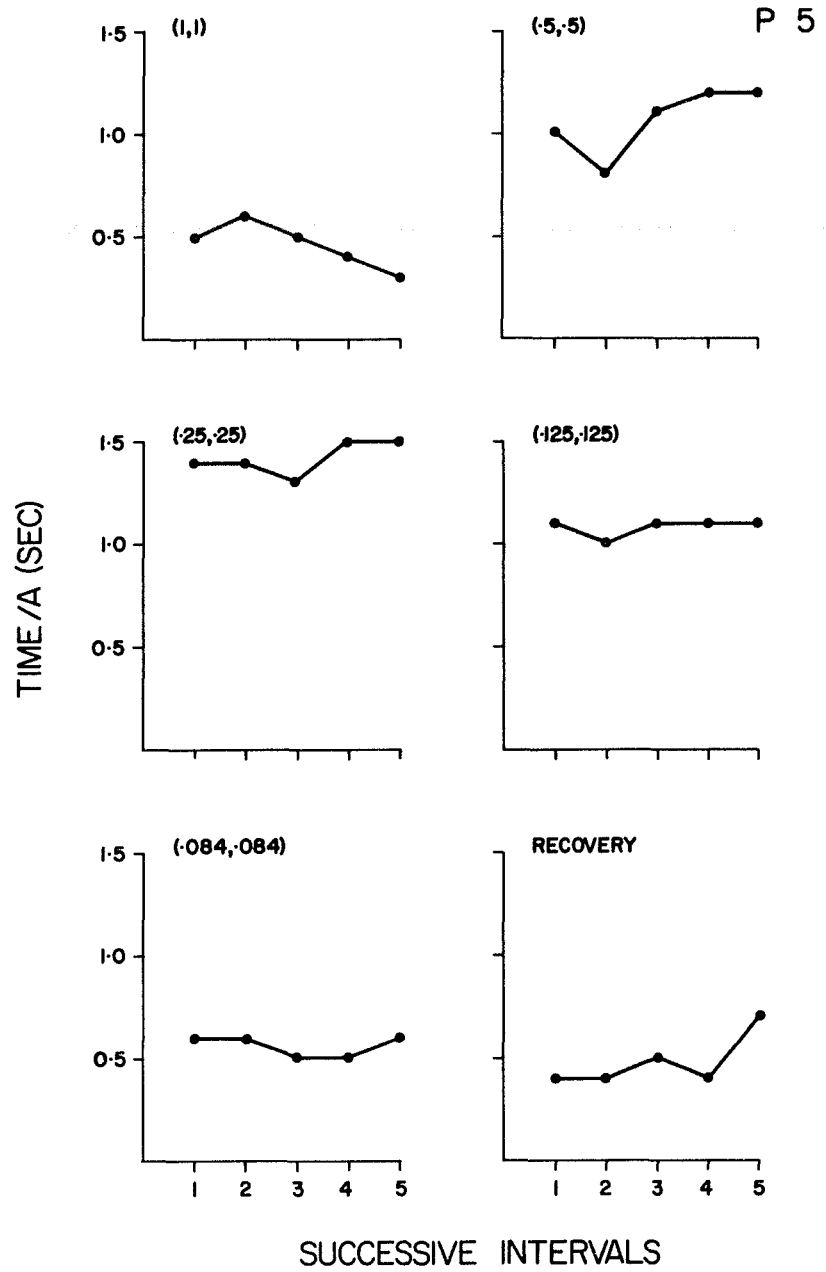 P 5
(1,1)
(·5,·5)
1·5
1·0
0·5
(·25,·25)
(·125,·125)
1·5
1·0
0·5
TIME/A (SEC)
(·084,·084)
RECOVERY
1·5
1·0
0·5
1 2 3 4 5
1 2 3 4 5
SUCCESSIVE INTERVALS